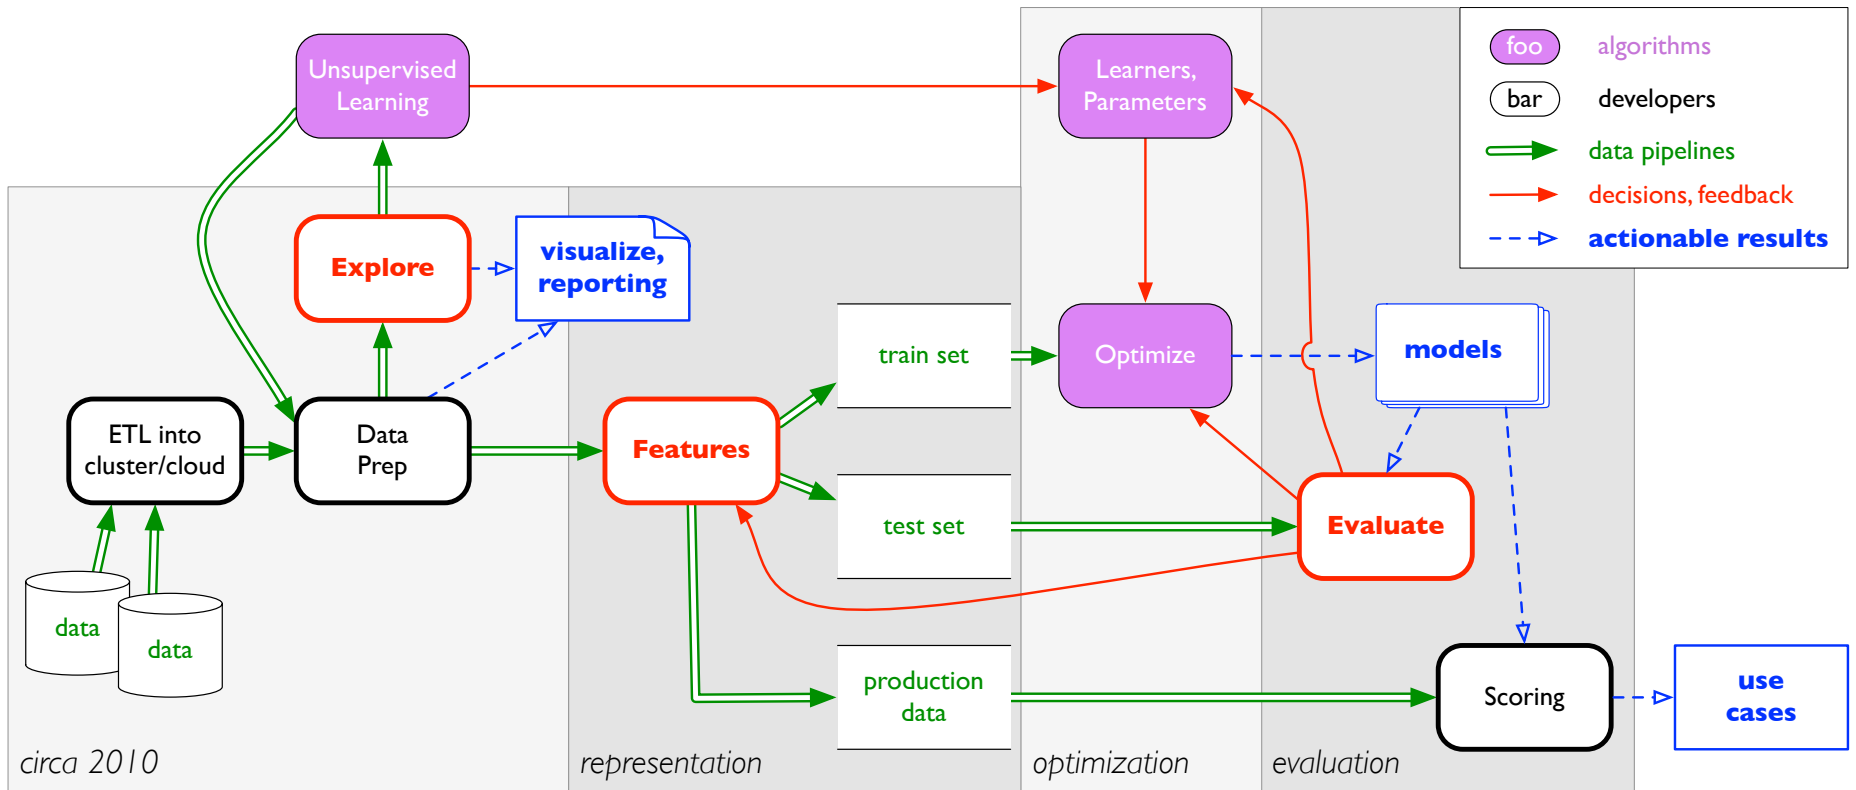 Unsupervised
Learning
Learners,
Parameters
foo
algorithms
bar
developers
data pipelines
decisions, feedback
actionable results
Explore
visualize,
reporting
train set
Optimize
models
ETL into
cluster/cloud
Data
Prep
Features
test set
Evaluate
data
data
production
data
Scoring
use
cases
circa 2010
representation
optimization
evaluation